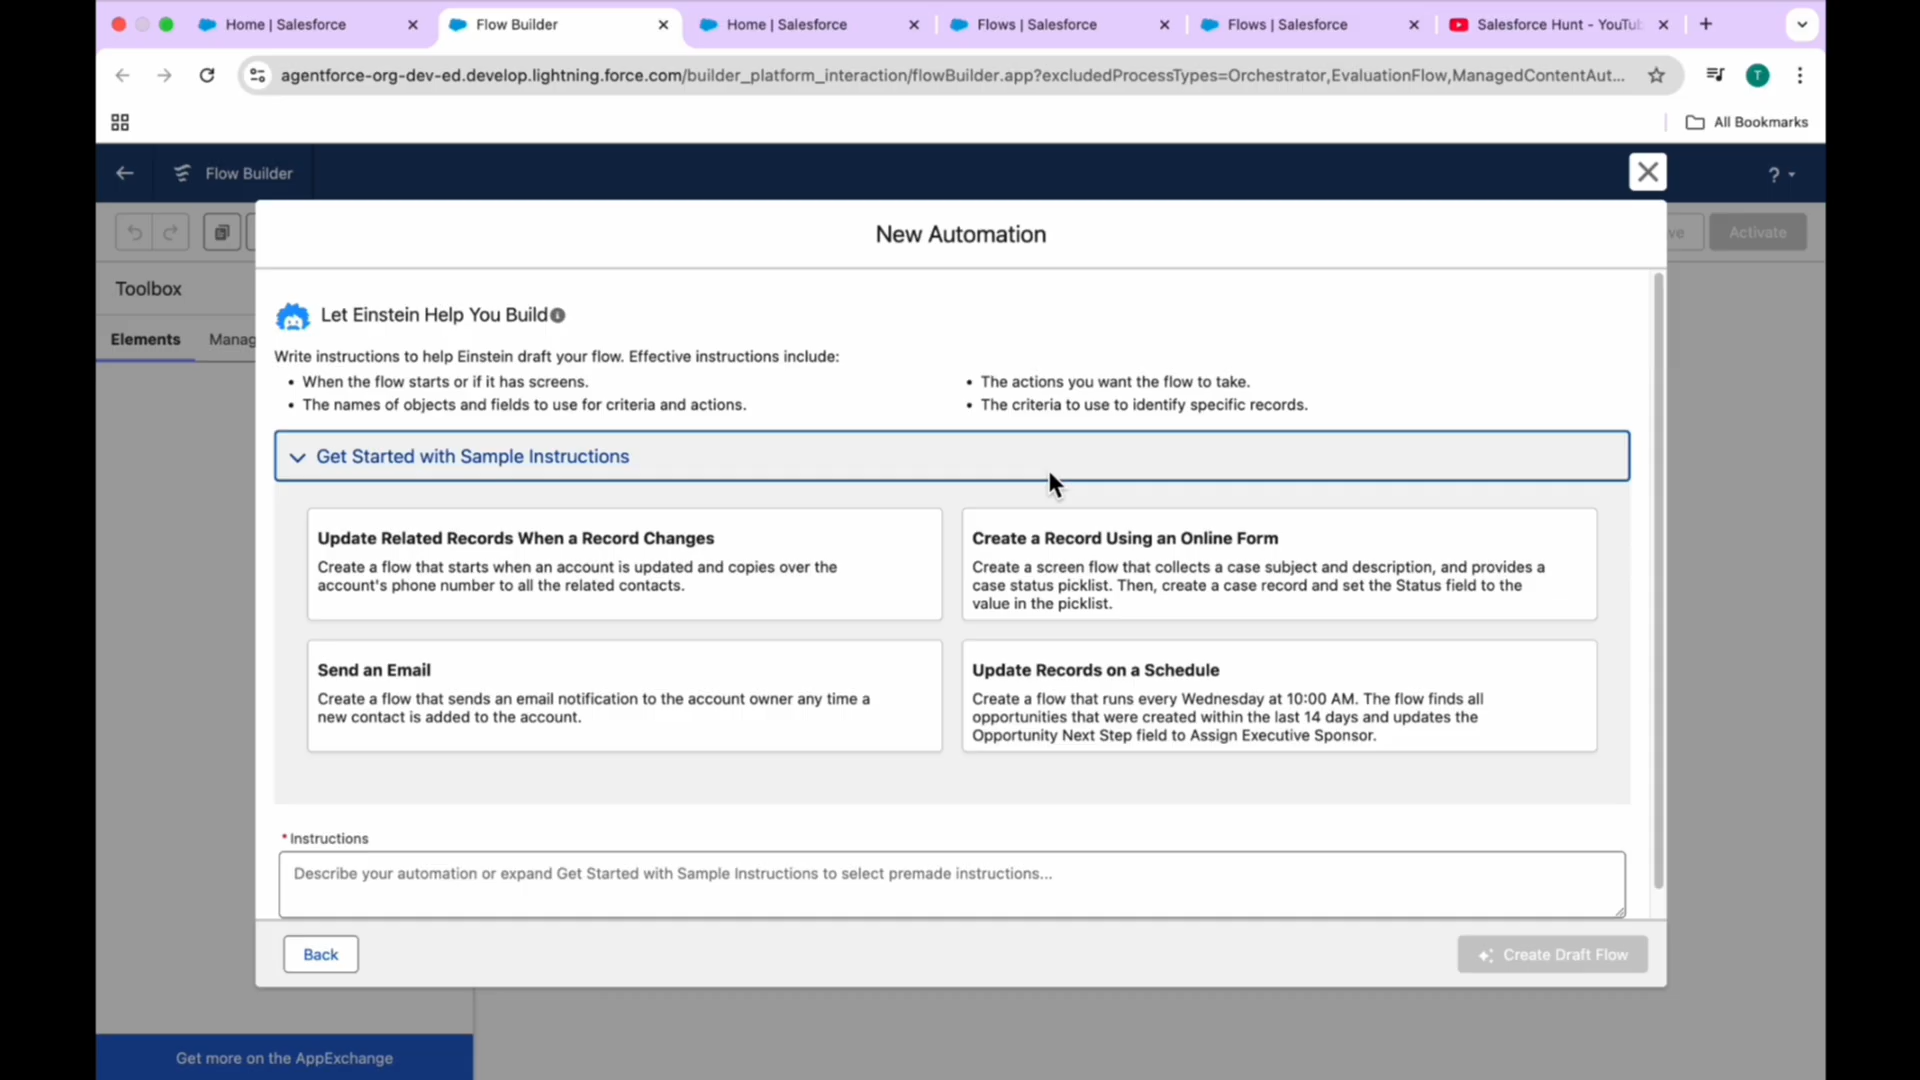 Home | Salesforce
Flow Builder
Home | Salesforce
Flows | Salesforce
Flows | Salesforce
Salesforce Hunt - YouTu
agentforce-org-dev-ed.develop.lightning.force.com/builder_platform_interaction/flowBuilder.app?excludedProcessTypes=Orchestrator,EvaluationFlow,ManagedContentAut...
T
All Bookmarks
Flow Builder
?
Activate
New Automation
Toolbox
Elements Manag
Let Einstein Help You Build
Write instructions to help Einstein draft your flow. Effective instructions include:
• When the flow starts or if it has screens.
• The names of objects and fields to use for criteria and actions.
• The actions you want the flow to take.
• The criteria to use to identify specific records.
Get Started with Sample Instructions
Update Related Records When a Record Changes
Create a flow that starts when an account is updated and copies over the
account's phone number to all the related contacts.
Create a Record Using an Online Form
Create a screen flow that collects a case subject and description, and provides a
case status picklist. Then, create a case record and set the Status field to the
value in the picklist.
Send an Email
Create a flow that sends an email notification to the account owner any time a
new contact is added to the account.
Update Records on a Schedule
Create a flow that runs every Wednesday at 10:00 AM. The flow finds all
opportunities that were created within the last 14 days and updates the
Opportunity Next Step field to Assign Executive Sponsor.
* Instructions
Describe your automation or expand Get Started with Sample Instructions to select premade instructions...
Back
Create Draft Flow
Get more on the AppExchange